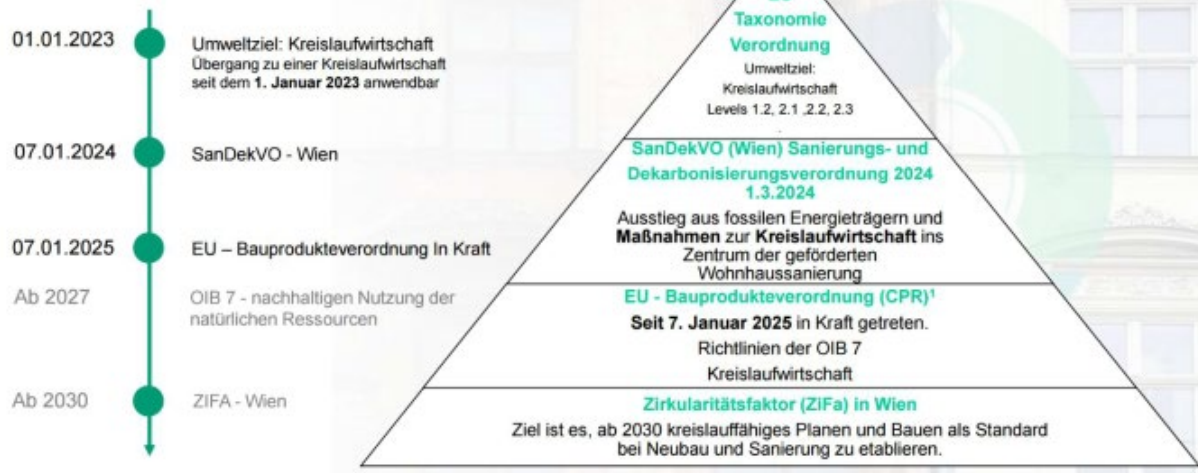 01.01.2023
Umweltziel: Kreislaufwirtschaft
Übergang zu einer Kreislaufwirtschaft
seit dem 1. Januar 2023 anwendbar
07.01.2024
SanDekVO - Wien
07.01.2025
EU – Bauprodukteverordnung In Kraft
Ab 2027
OIB 7 - nachhaltigen Nutzung der
natürlichen Ressourcen
Ab 2030
ZIFA - Wien
Taxonomie
Verordnung
Umweltziel:
Kreislaufwirtschaft
Levels 1.2, 2.1 ,2.2, 2.3
.
SanDekVO (Wien) Sanierungs- und
Dekarbonisierungsverordnung 2024
1.3.2024
Ausstieg aus fossilen Energieträgern und
Maßnahmen zur Kreislaufwirtschaft ins
Zentrum der geförderten
Wohnhaussanierung
EU - Bauprodukteverordnung (CPR)¹
Seit 7. Januar 2025 in Kraft getreten.
Richtlinien der OIB 7
Kreislaufwirtschaft
Zirkularitätsfaktor (ZiFa) in Wien
Ziel ist es, ab 2030 kreislauffähiges Planen und Bauen als Standard
bei Neubau und Sanierung zu etablieren.